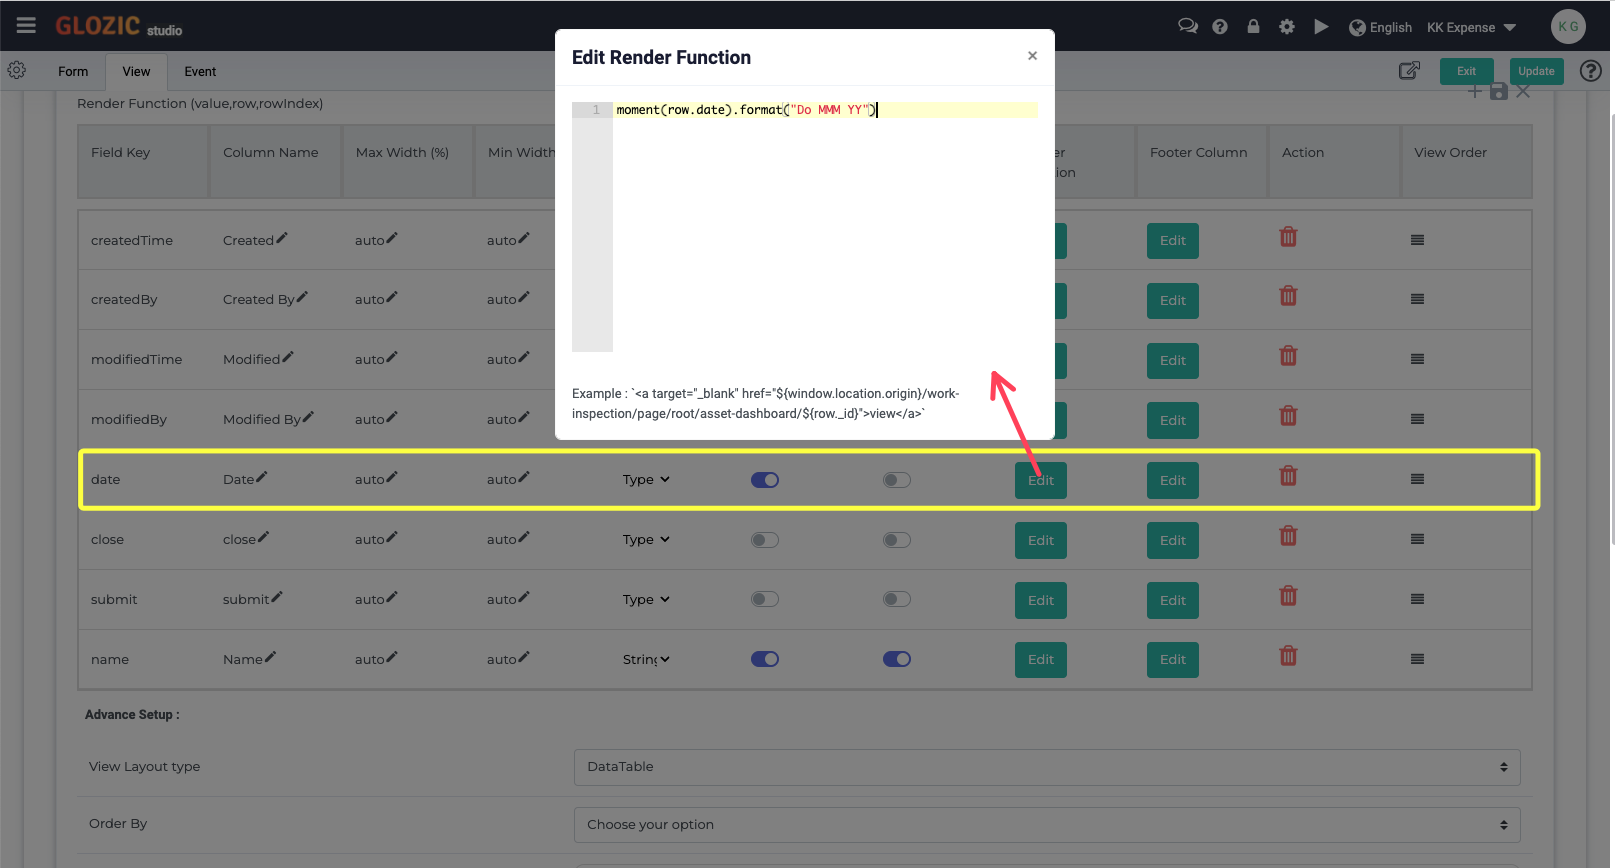 GLOZIC studio
English KK Expense KG
Form View Event Exit Update
Render Function (value,row,rowIndex)
Edit Render Function ×
1 moment(row.date).format("Do MMM YY")
Example : `<a target="_blank" href="${window.location.origin}/work-
inspection/page/root/asset-dashboard/${row._id}">view</a>`
Field Key Column Name Max Width (%) Min Width Footer Column Action View Order
createdTime Created auto auto Edit
createdBy Created By auto auto Edit
modifiedTime Modified auto auto Edit
modifiedBy Modified By auto auto Edit
date Date auto auto Type Edit Edit
close close auto auto Type Edit Edit
submit submit auto auto Type Edit Edit
name Name auto auto String Edit Edit
Advance Setup :
View Layout type DataTable
Order By Choose your option